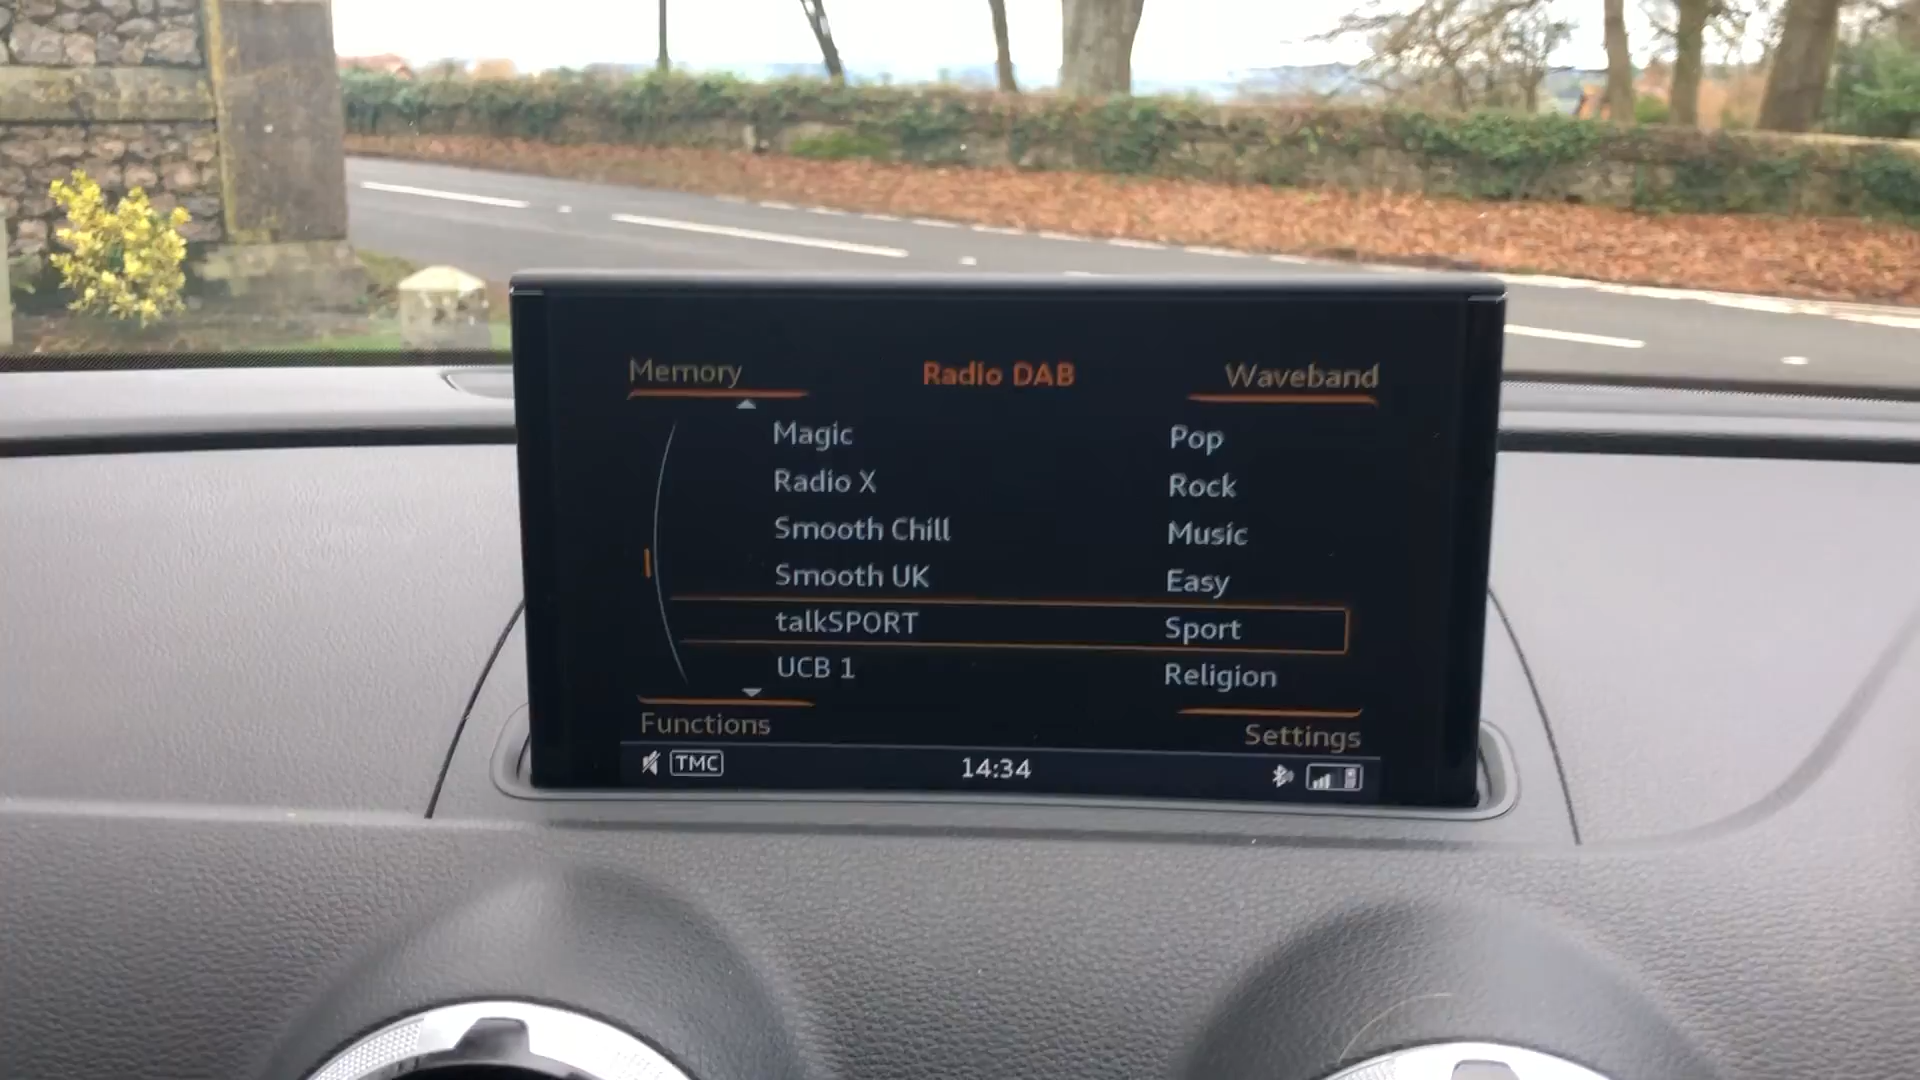 Memory Radio DAB Waveband
Magic Pop
Radio X Rock
Smooth Chill Music
Smooth UK Easy
talkSPORT Sport
UCB 1 Religion
Functions Settings
TMC 14:34